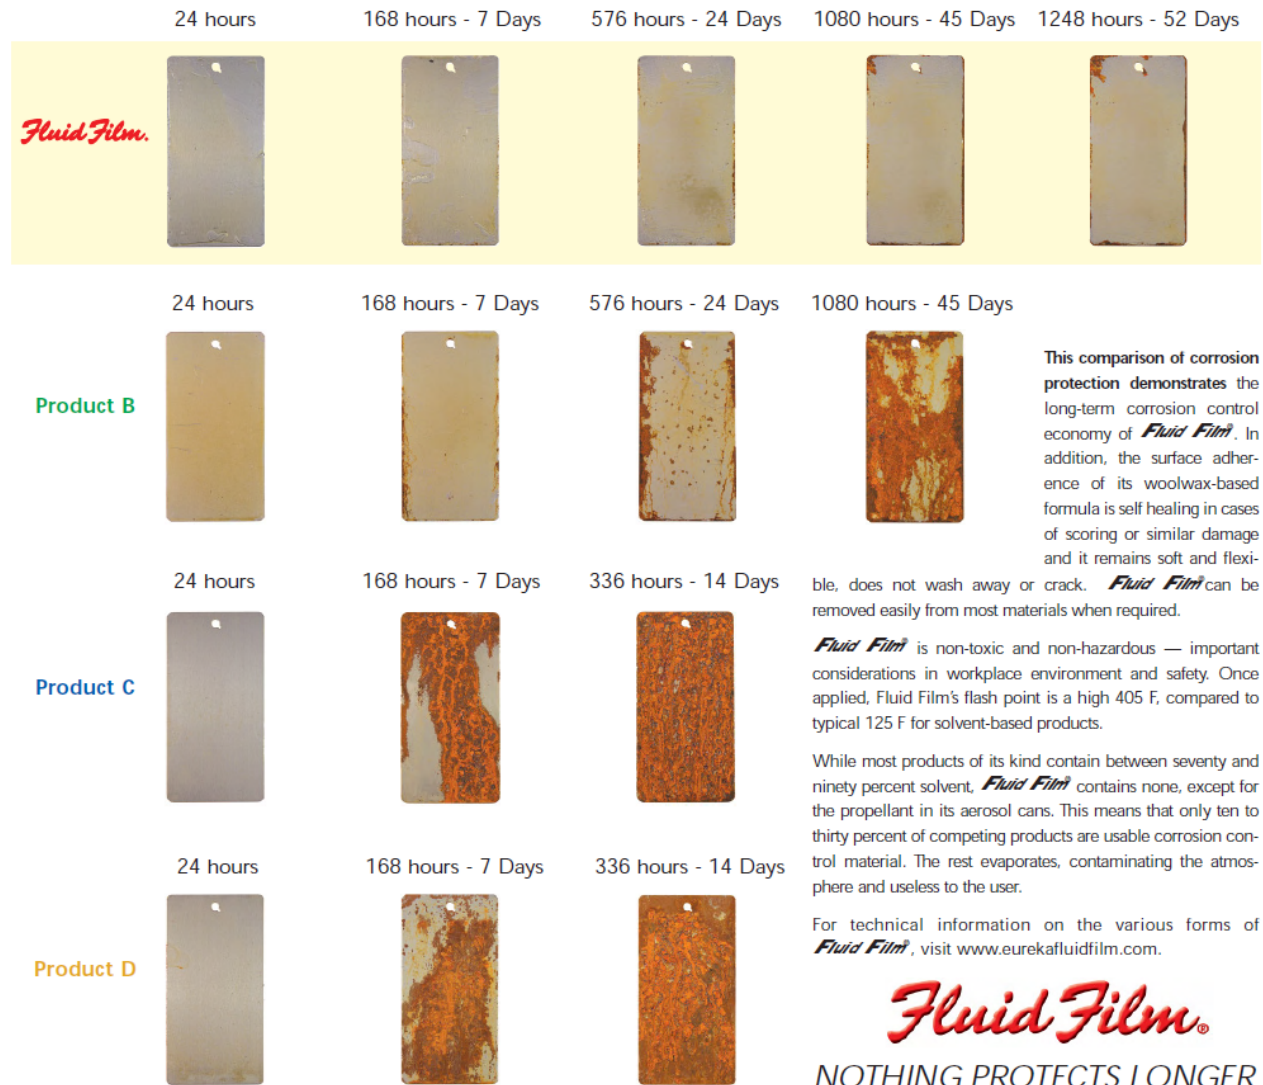 24 hours 168 hours - 7 Days 576 hours - 24 Days 1080 hours - 45 Days 1248 hours - 52 Days
Fluid Film.
24 hours 168 hours - 7 Days 576 hours - 24 Days 1080 hours - 45 Days
Product B
24 hours 168 hours - 7 Days 336 hours - 14 Days
Product C
24 hours 168 hours - 7 Days 336 hours - 14 Days
Product D
This comparison of corrosion
protection demonstrates the
long-term corrosion control
economy of Fluid Film®. In
addition, the surface adher-
ence of its woolwax-based
formula is self healing in cases
of scoring or similar damage
and it remains soft and flexi-
ble, does not wash away or crack. Fluid Film® can be
removed easily from most materials when required.
Fluid Film® is non-toxic and non-hazardous — important
considerations in workplace environment and safety. Once
applied, Fluid Film's flash point is a high 405 F, compared to
typical 125 F for solvent-based products.
While most products of its kind contain between seventy and
ninety percent solvent, Fluid Film® contains none, except for
the propellant in its aerosol cans. This means that only ten to
thirty percent of competing products are usable corrosion con-
trol material. The rest evaporates, contaminating the atmos-
phere and useless to the user.
For technical information on the various forms of
Fluid Film®, visit www.eurekafluidfilm.com.
Fluid Film®
NOTHING PROTECTS LONGER